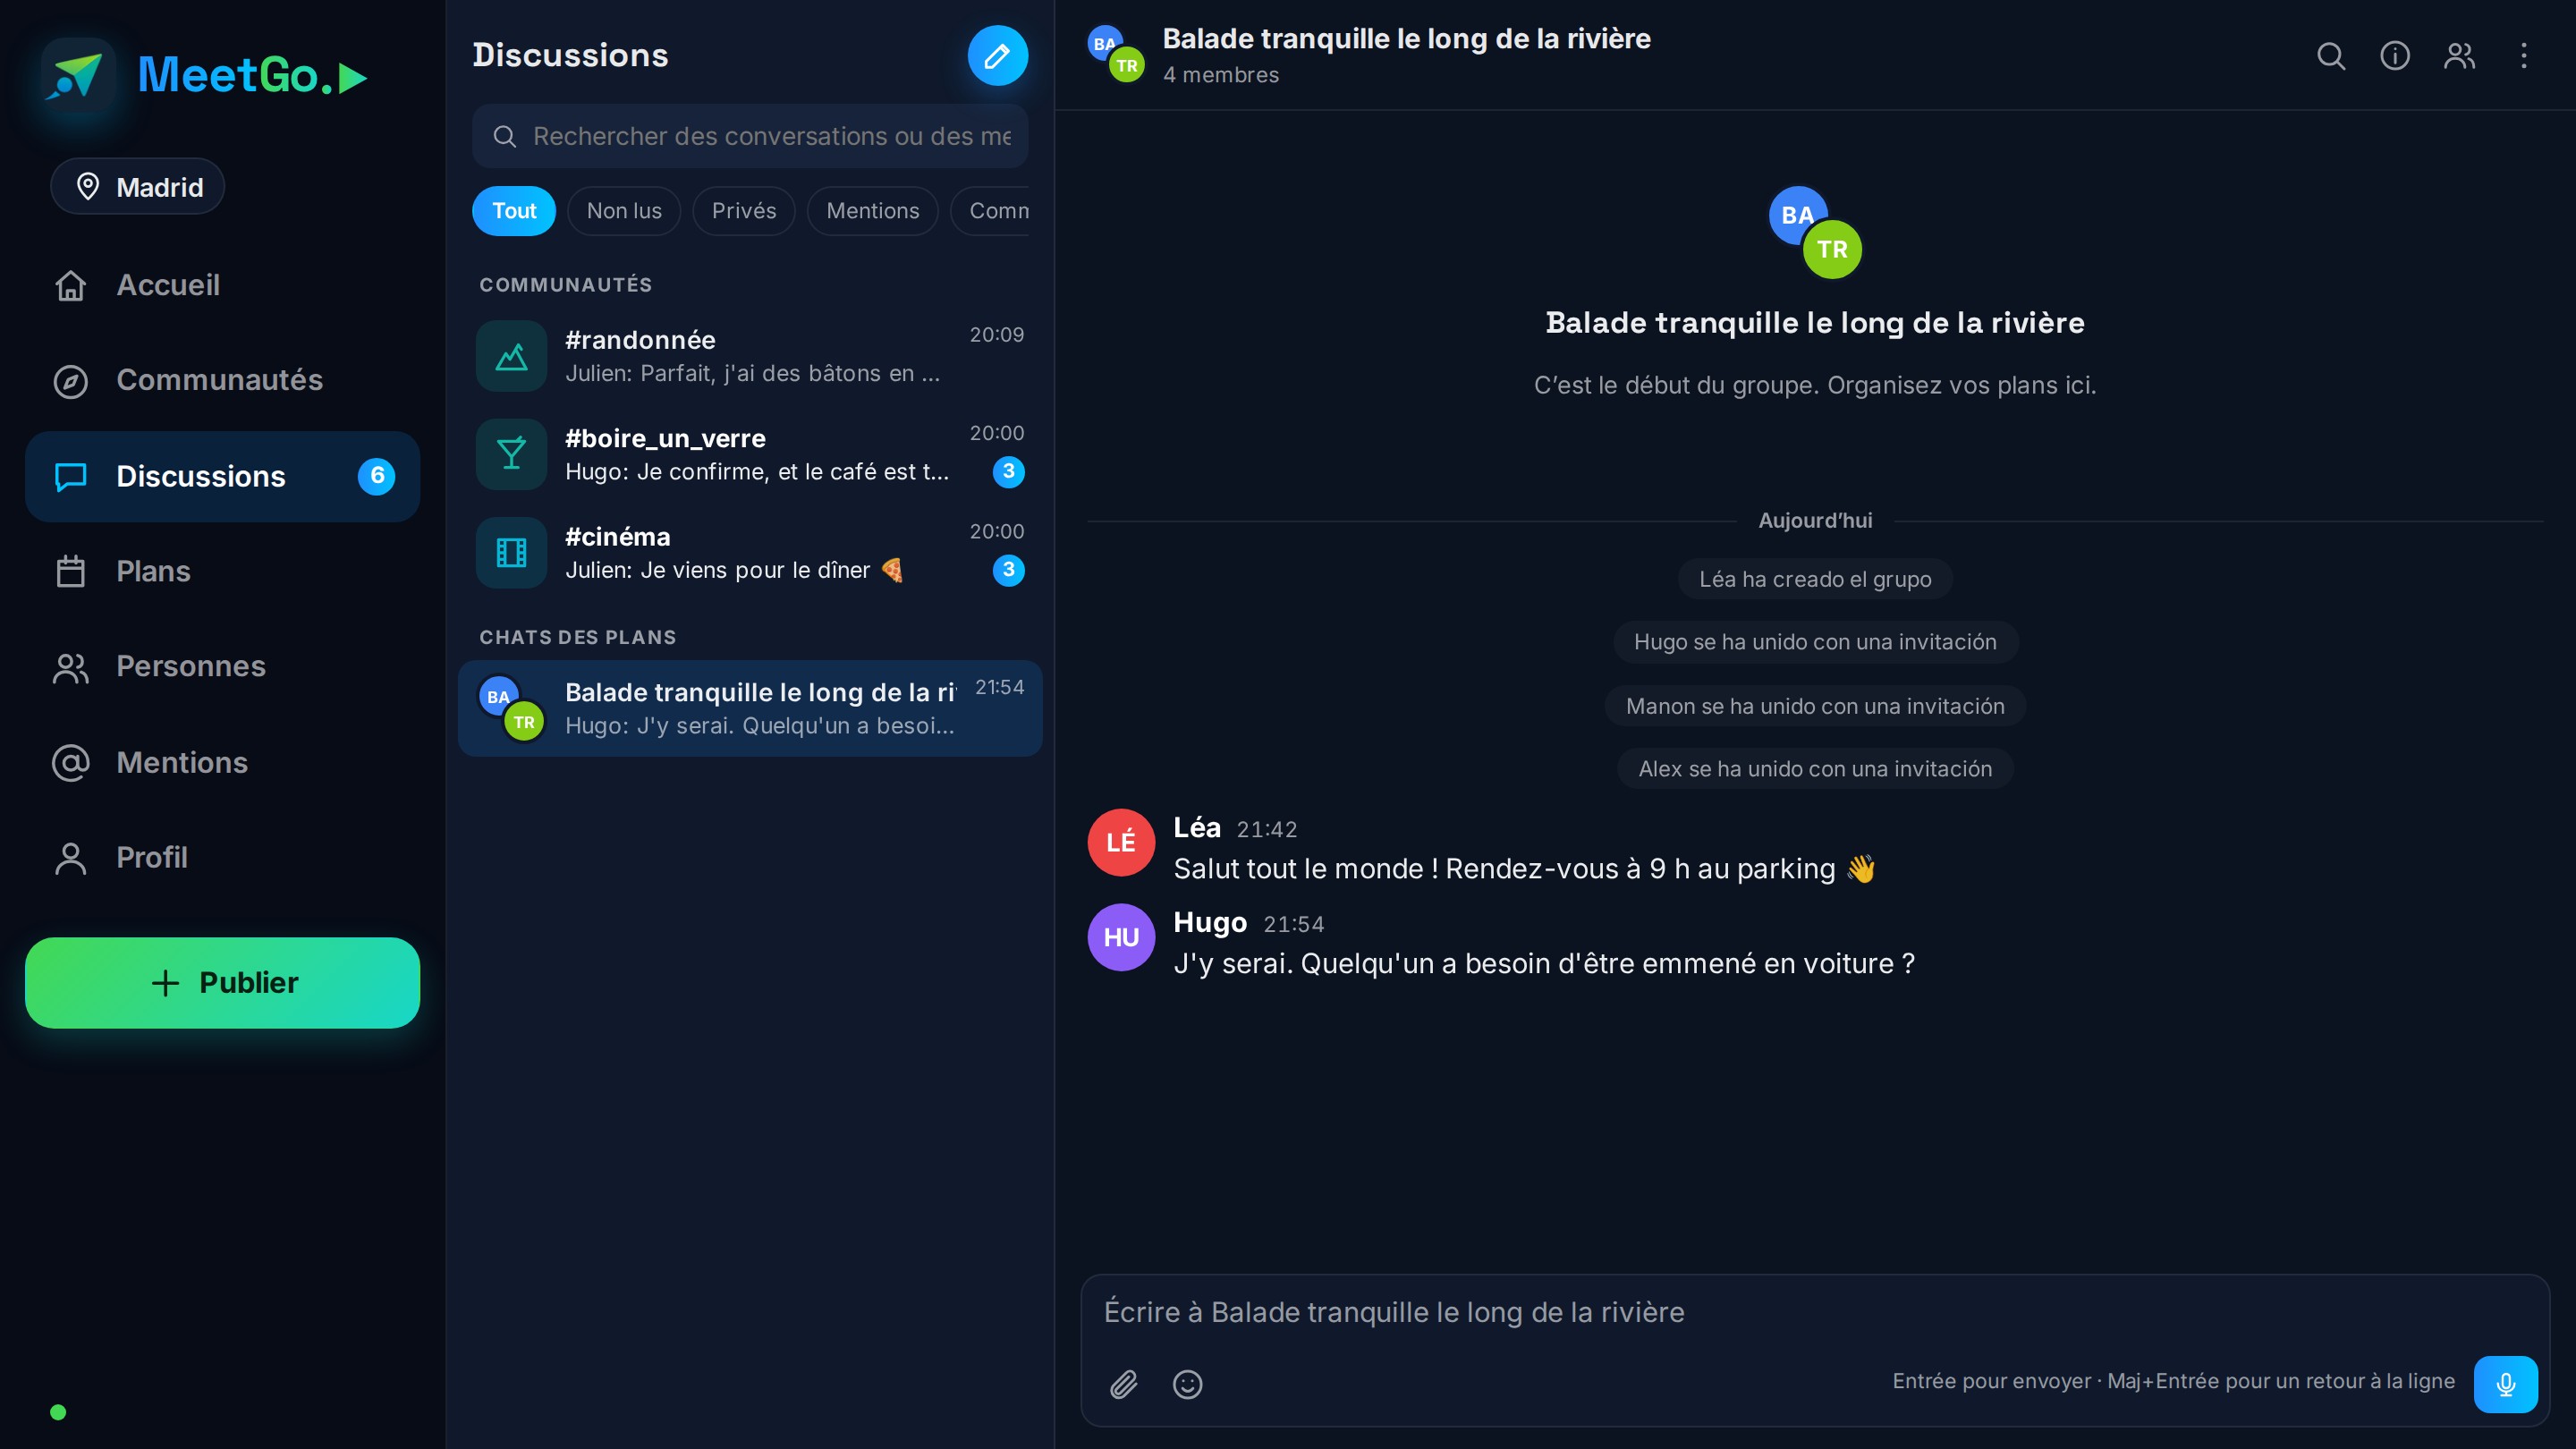 MeetGo.
Madrid
Accueil
Communautés
Discussions
6
Plans
Personnes
Mentions
Profil
Publier
Discussions
Rechercher des conversations ou des me
Tout
Non lus
Privés
Mentions
Comm
COMMUNAUTÉS
#randonnée
20:09
Julien: Parfait, j'ai des bâtons en ...
#boire_un_verre
20:00
Hugo: Je confirme, et le café est t...
3
#cinéma
20:00
Julien: Je viens pour le dîner 🍕
3
CHATS DES PLANS
BA
TR
Balade tranquille le long de la ri
21:54
Hugo: J'y serai. Quelqu'un a besoi...
BA
TR
Balade tranquille le long de la rivière
4 membres
BA
TR
Balade tranquille le long de la rivière
C’est le début du groupe. Organisez vos plans ici.
Aujourd’hui
Léa ha creado el grupo
Hugo se ha unido con una invitación
Manon se ha unido con una invitación
Alex se ha unido con una invitación
LÉ
Léa 21:42
Salut tout le monde ! Rendez-vous à 9 h au parking 👋
HU
Hugo 21:54
J'y serai. Quelqu'un a besoin d'être emmené en voiture ?
Écrire à Balade tranquille le long de la rivière
Entrée pour envoyer · Maj+Entrée pour un retour à la ligne